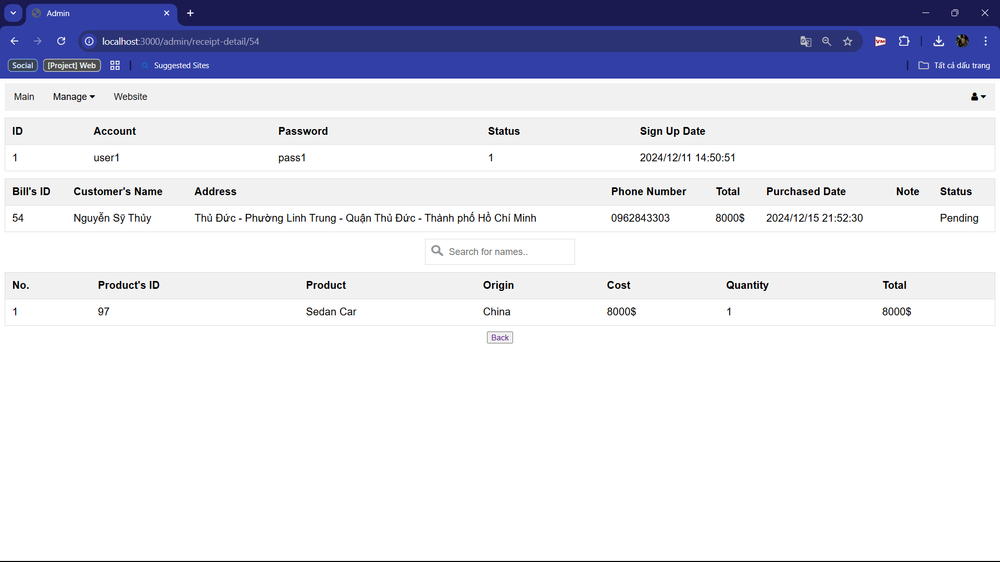 Admin
localhost:3000/admin/receipt-detail/54
VM
Social [Project] Web Suggested Sites Tất cả dấu trang
Main Manage Website
ID Account Password Status Sign Up Date
1 user1 pass1 1 2024/12/11 14:50:51
Bill's ID Customer's Name Address Phone Number Total Purchased Date Note Status
54 Nguyễn Sỹ Thủy Thủ Đức - Phường Linh Trung - Quận Thủ Đức - Thành phố Hồ Chí Minh 0962843303 8000$ 2024/12/15 21:52:30 Pending
Search for names..
No. Product's ID Product Origin Cost Quantity Total
1 97 Sedan Car China 8000$ 1 8000$
Back